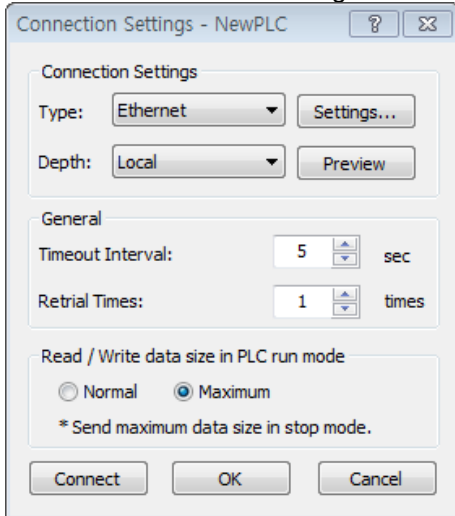 Connection Settings - NewPLC
Connection Settings
Type: Ethernet Settings...
Depth: Local Preview
General
Timeout Interval: 5 sec
Retrial Times: 1 times
Read / Write data size in PLC run mode
Normal Maximum
* Send maximum data size in stop mode.
Connect OK Cancel